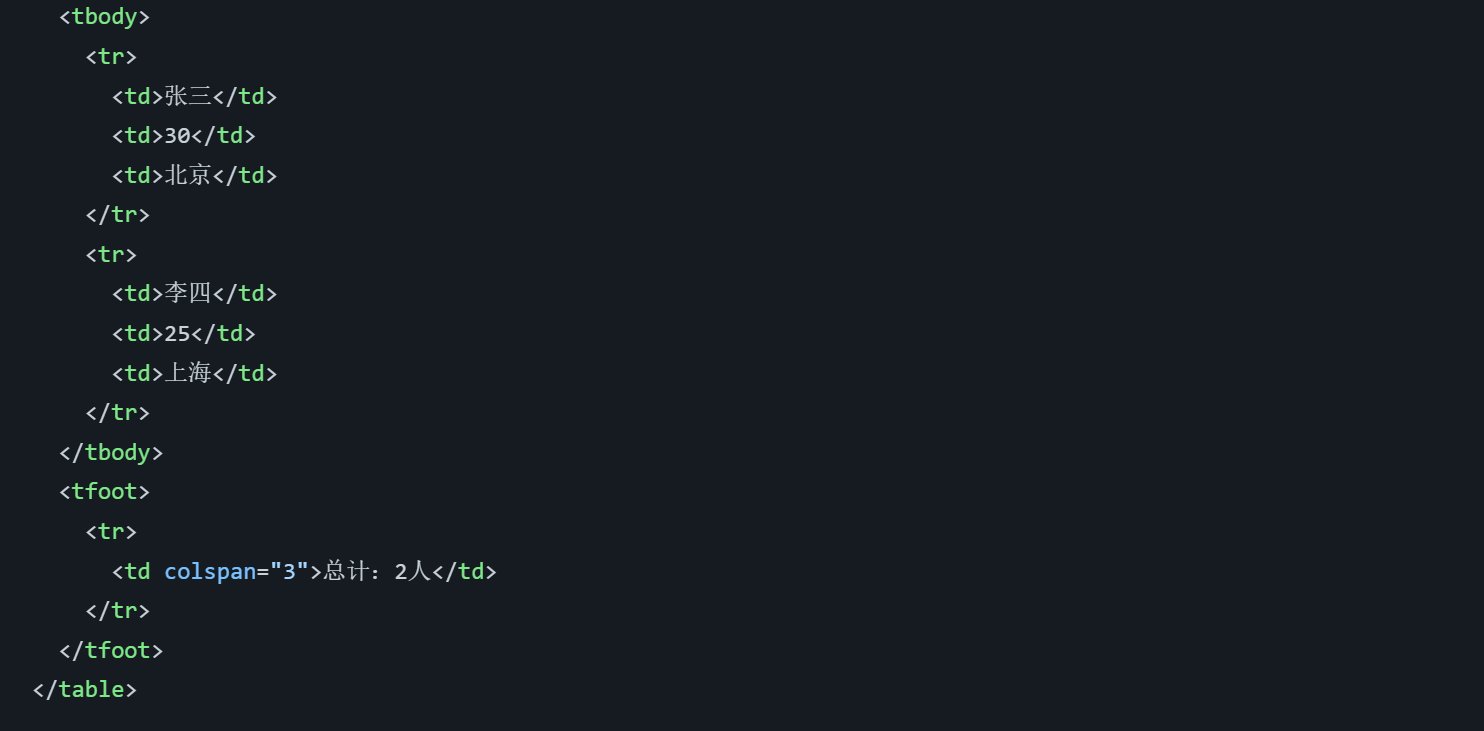 <tbody>
<tr>
<td>张三</td>
<td>30</td>
<td>北京</td>
</tr>
<tr>
<td>李四</td>
<td>25</td>
<td>上海</td>
</tr>
</tbody>
<tfoot>
<tr>
<td colspan="3">总计：2人</td>
</tr>
</tfoot>
</table>